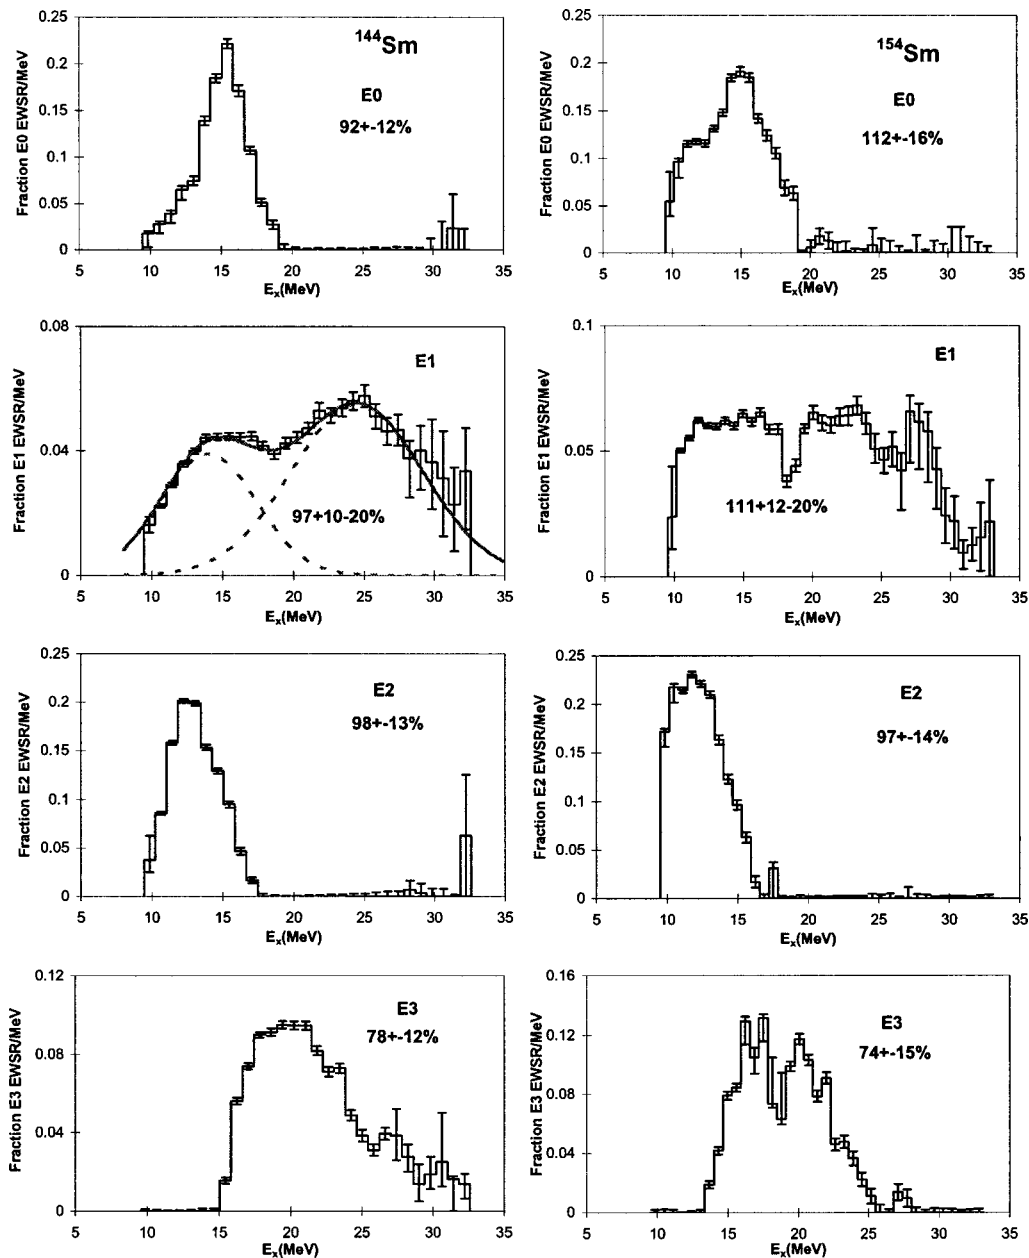 0.25
0.2
0.15
0.1
0.05
0
Fraction E0 EWSR/MeV
144Sm
E0
92+-12%
5 10 15 20 25 30 35
Ex(MeV)
0.25
0.2
0.15
0.1
0.05
0
Fraction E0 EWSR/MeV
154Sm
E0
112+-16%
5 10 15 20 25 30 35
Ex(MeV)
0.08
0.04
0
Fraction E1 EWSR/MeV
E1
97+10-20%
5 10 15 20 25 30 35
Ex(MeV)
0.1
0.05
0
Fraction E1 EWSR/MeV
E1
111+12-20%
5 10 15 20 25 30 35
Ex(MeV)
0.25
0.2
0.15
0.1
0.05
0
Fraction E2 EWSR/MeV
E2
98+-13%
5 10 15 20 25 30 35
Ex(MeV)
0.25
0.2
0.15
0.1
0.05
0
Fraction E2 EWSR/MeV
E2
97+-14%
5 10 15 20 25 30 35
Ex(MeV)
0.12
0.08
0.04
0
Fraction E3 EWSR/MeV
E3
78+-12%
5 10 15 20 25 30 35
Ex(MeV)
0.16
0.12
0.08
0.04
0
Fraction E3 EWSR/MeV
E3
74+-15%
5 10 15 20 25 30 35
Ex(MeV)